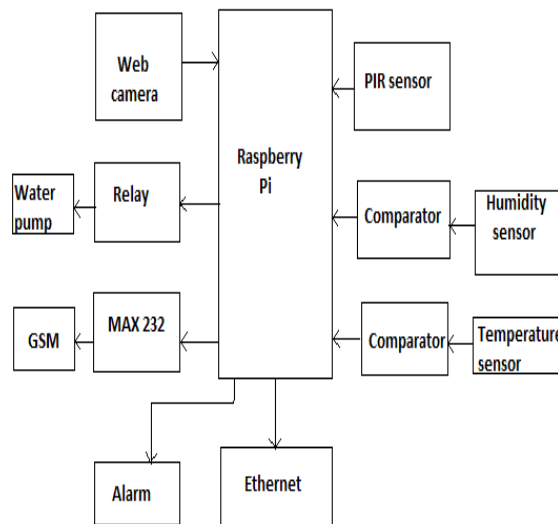 Web
camera
PIR sensor
Raspberry
Pi
Water
pump
Relay
Comparator
Humidity
sensor
GSM
MAX 232
Comparator
Temperature
sensor
Alarm
Ethernet